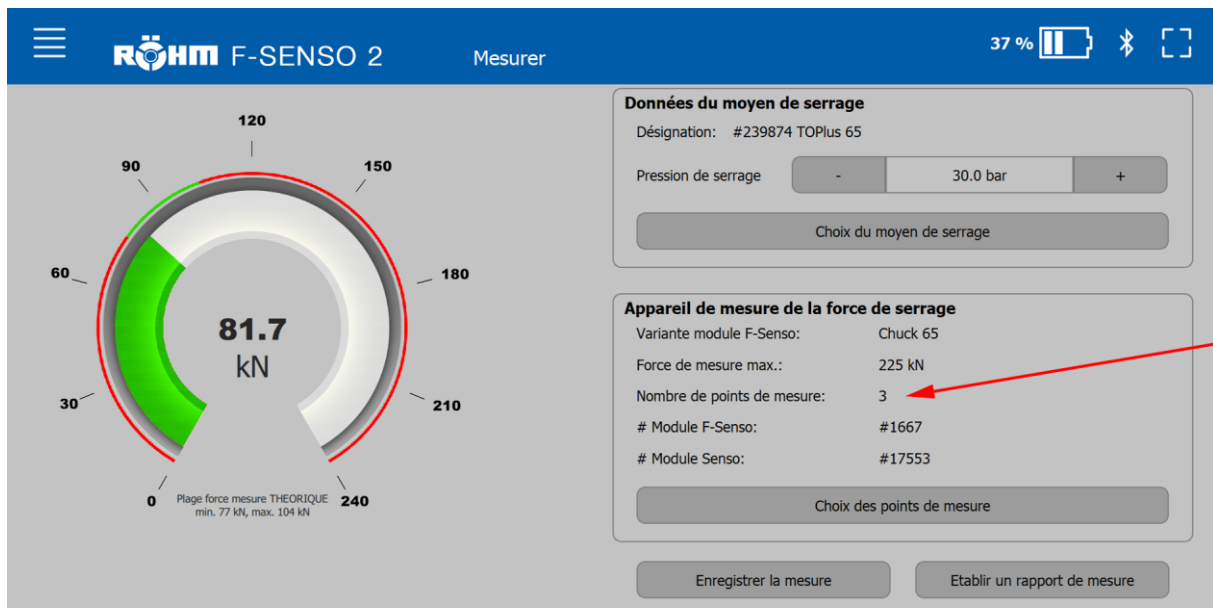 RÖHM F-SENSO 2
Mesurer
37 %
120
90
150
60
180
81.7
kN
30
210
0
240
Plage force mesure THEORIQUE
min. 77 kN, max. 104 kN
Données du moyen de serrage
Désignation: #239874 TOPlus 65
Pression de serrage - 30.0 bar +
Choix du moyen de serrage
Appareil de mesure de la force de serrage
Variante module F-Senso: Chuck 65
Force de mesure max.: 225 kN
Nombre de points de mesure: 3
# Module F-Senso: #1667
# Module Senso: #17553
Choix des points de mesure
Enregistrer la mesure
Etablir un rapport de mesure